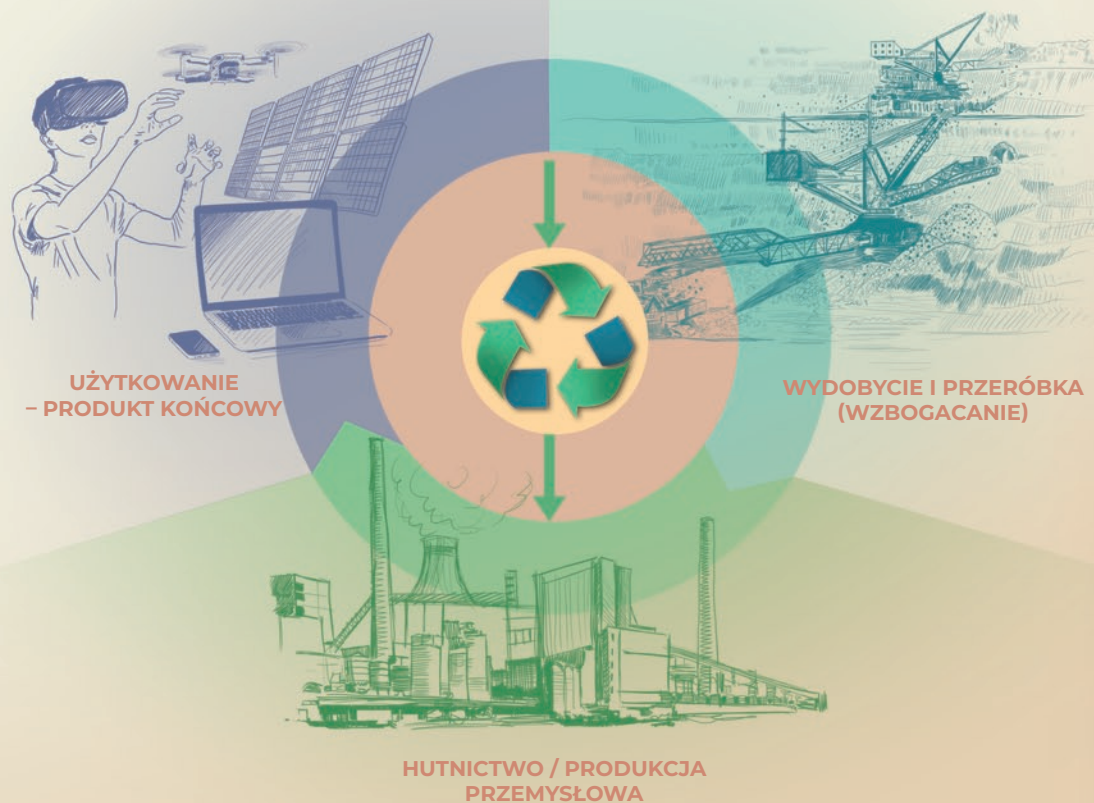 UŻYTKOWANIE
– PRODUKT KOŃCOWY
WYDOBYCIE I PRZERÓBKA
(WZBOGACANIE)
HUTNICTWO / PRODUKCJA
PRZEMYSŁOWA